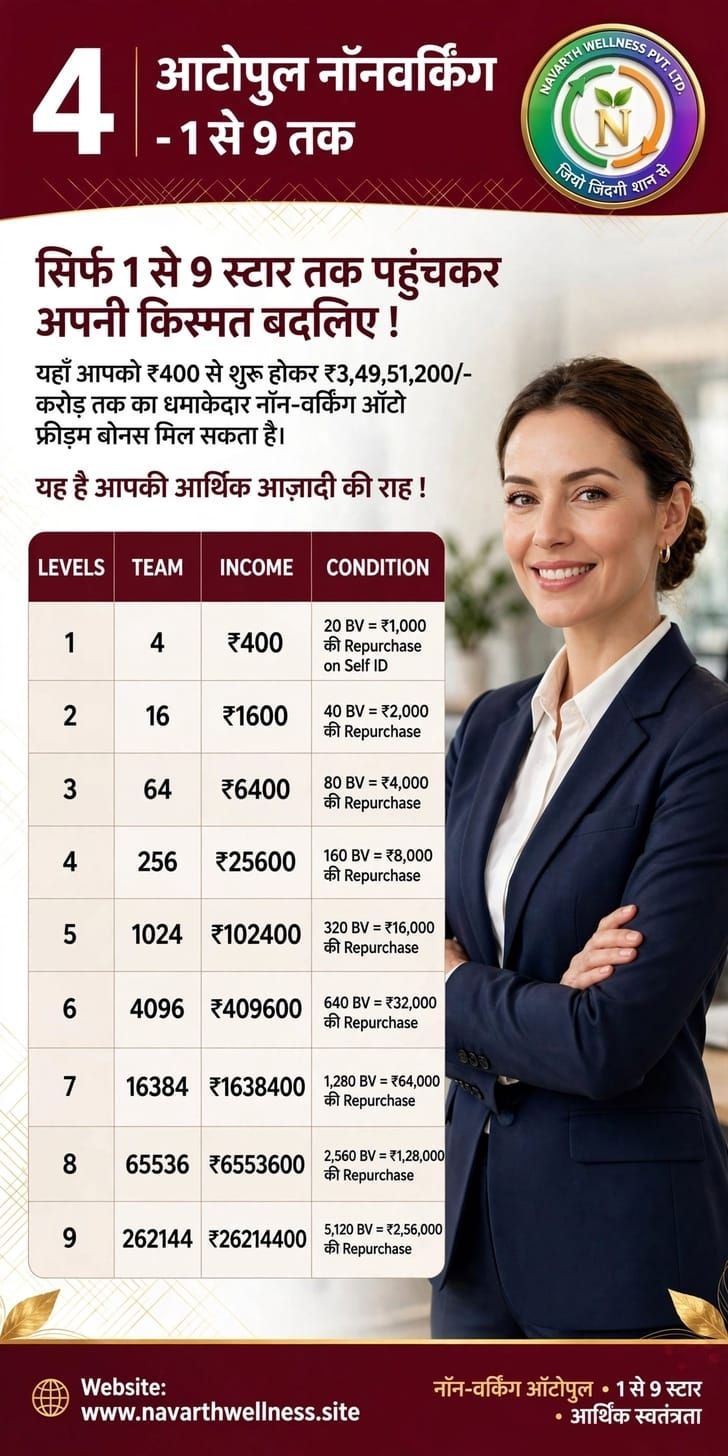 4
आटोपुल नॉनवर्किंग
- 1 से 9 तक
NAVARTH WELLNESS PVT. LTD.
N
जियो जिंदगी शान से
सिर्फ 1 से 9 स्टार तक पहुंचकर
अपनी किस्मत बदलिए !
यहाँ आपको ₹400 से शुरू होकर ₹3,49,51,200/-
करोड़ तक का धमाकेदार नॉन-वर्किंग ऑटो
फ्रीड़म बोनस मिल सकता है।
यह है आपकी आर्थिक आज़ादी की राह !
LEVELS TEAM INCOME CONDITION
1 4 ₹400 20 BV = ₹1,000
की Repurchase
on Self ID
2 16 ₹1600 40 BV = ₹2,000
की Repurchase
3 64 ₹6400 80 BV = ₹4,000
की Repurchase
4 256 ₹25600 160 BV = ₹8,000
की Repurchase
5 1024 ₹102400 320 BV = ₹16,000
की Repurchase
6 4096 ₹409600 640 BV = ₹32,000
की Repurchase
7 16384 ₹1638400 1,280 BV = ₹64,000
की Repurchase
8 65536 ₹6553600 2,560 BV = ₹1,28,000
की Repurchase
9 262144 ₹26214400 5,120 BV = ₹2,56,000
की Repurchase
Website:
www.navarthwellness.site
नॉन-वर्किंग ऑटोपुल • 1 से 9 स्टार
• आर्थिक स्वतंत्रता